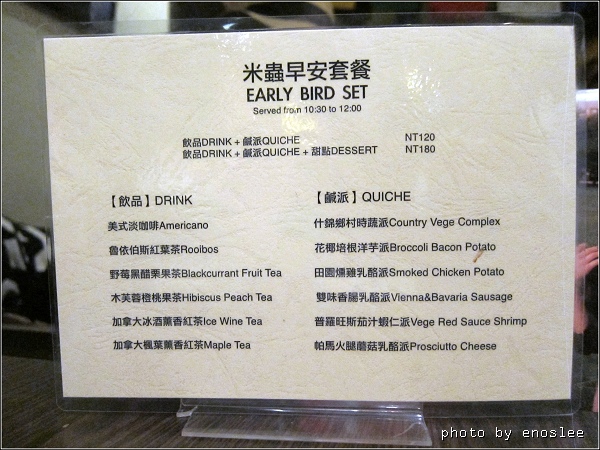 米蟲早安套餐
EARLY BIRD SET
Served from 10:30 to 12:00
飲品DRINK + 鹹派QUICHE NT120
飲品DRINK + 鹹派QUICHE + 甜點DESSERT NT180
【飲品】DRINK
美式淡咖啡Americano
魯依伯斯紅葉茶Rooibos
野莓黑醋栗果茶Blackcurrant Fruit Tea
木芙蓉橙桃果茶Hibiscus Peach Tea
加拿大冰酒薰香紅茶Ice Wine Tea
加拿大楓葉薰香紅茶Maple Tea
【鹹派】QUICHE
什錦鄉村時蔬派Country Vege Complex
花椰培根洋芋派Broccoli Bacon Potato
田園燻雞乳酪派Smoked Chicken Potato
雙味香腸乳酪派Vienna&Bavaria Sausage
普羅旺斯茄汁蝦仁派Vege Red Sauce Shrimp
帕馬火腿蘑菇乳酪派Prosciutto Cheese
photo by enoslee